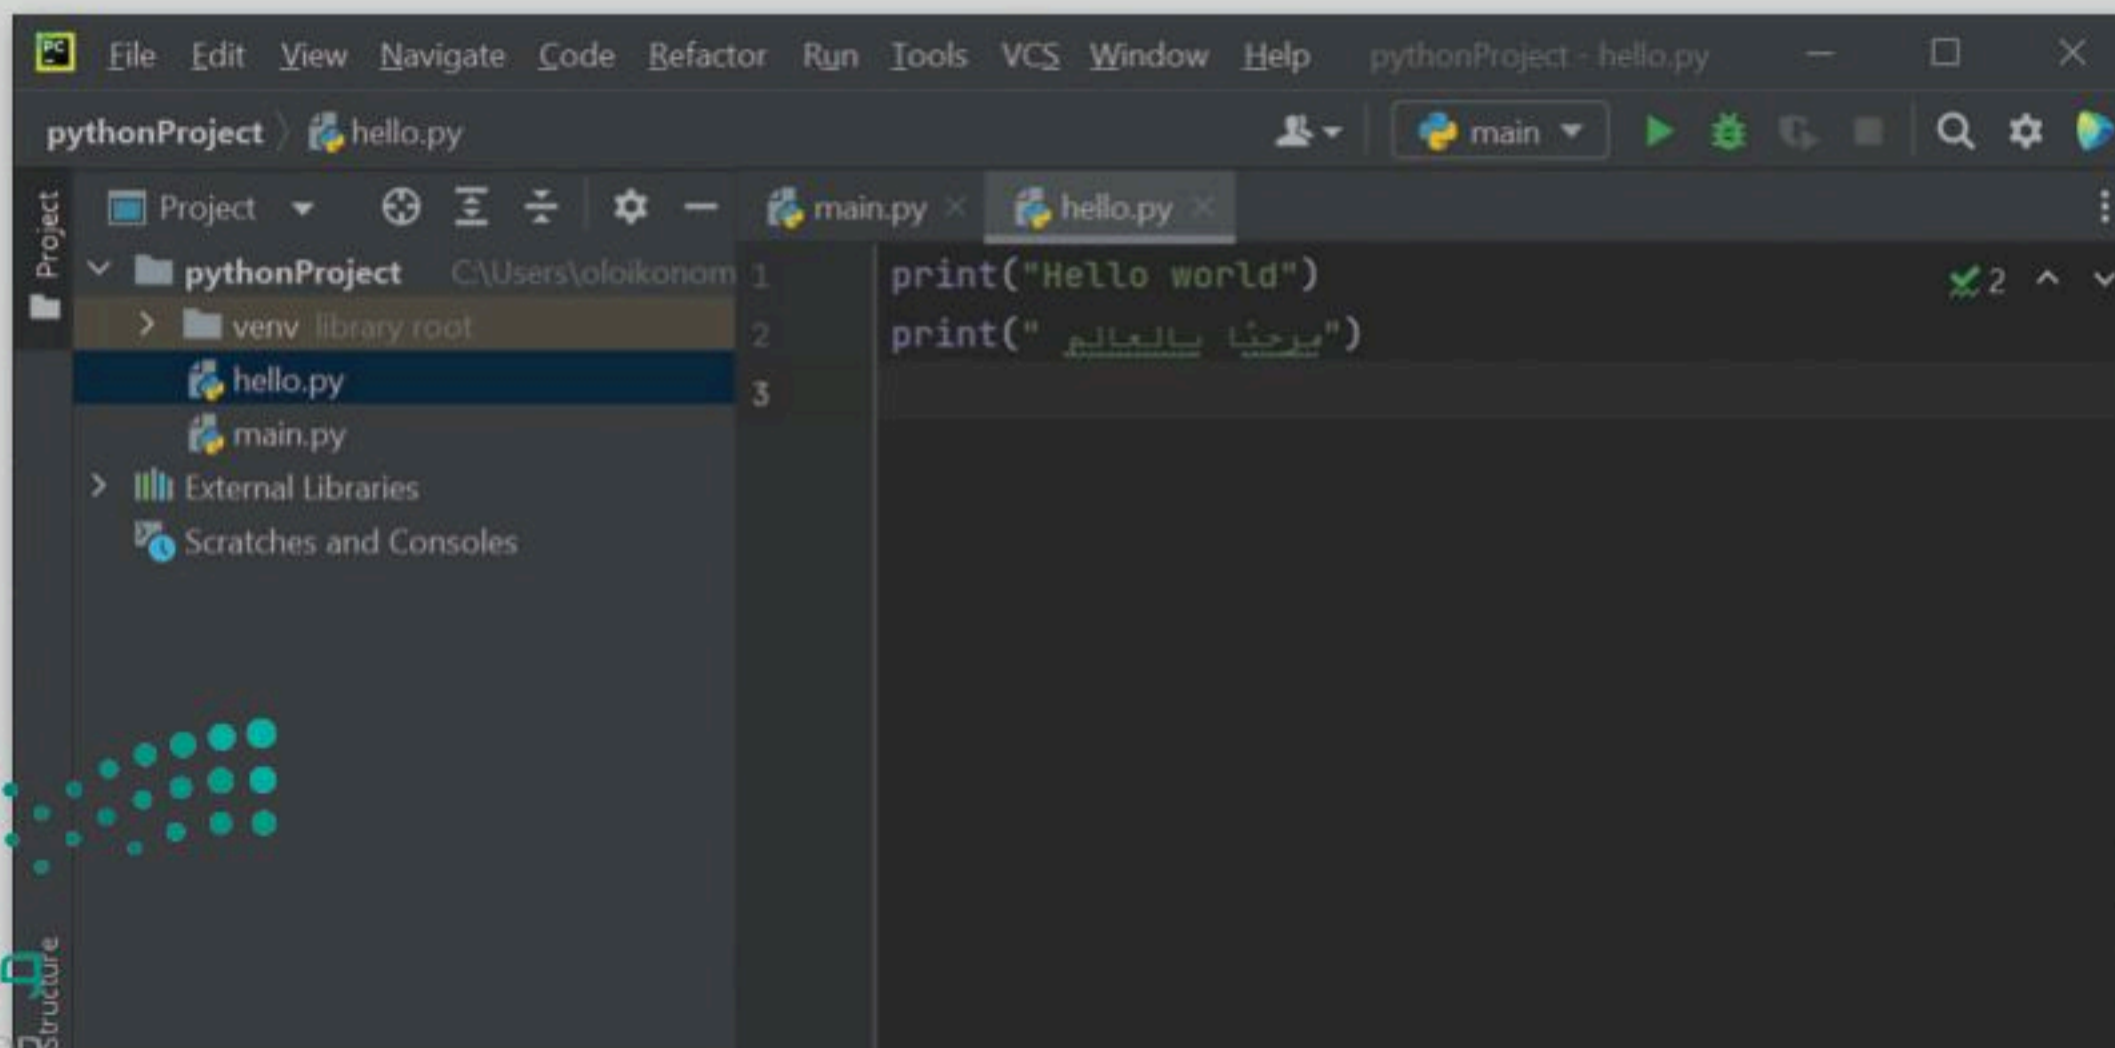 File Edit View Navigate Code Refactor Run Tools VCS Window Help pythonProject - hello.py
pythonProject hello.py main
Project
Project
main.py
hello.py
pythonProject C:\Users\oloikonom
venv library root
hello.py
main.py
External Libraries
Scratches and Consoles
1 print("Hello world")
2 print(" مرحبًا بالعالم")
3
2
Structure